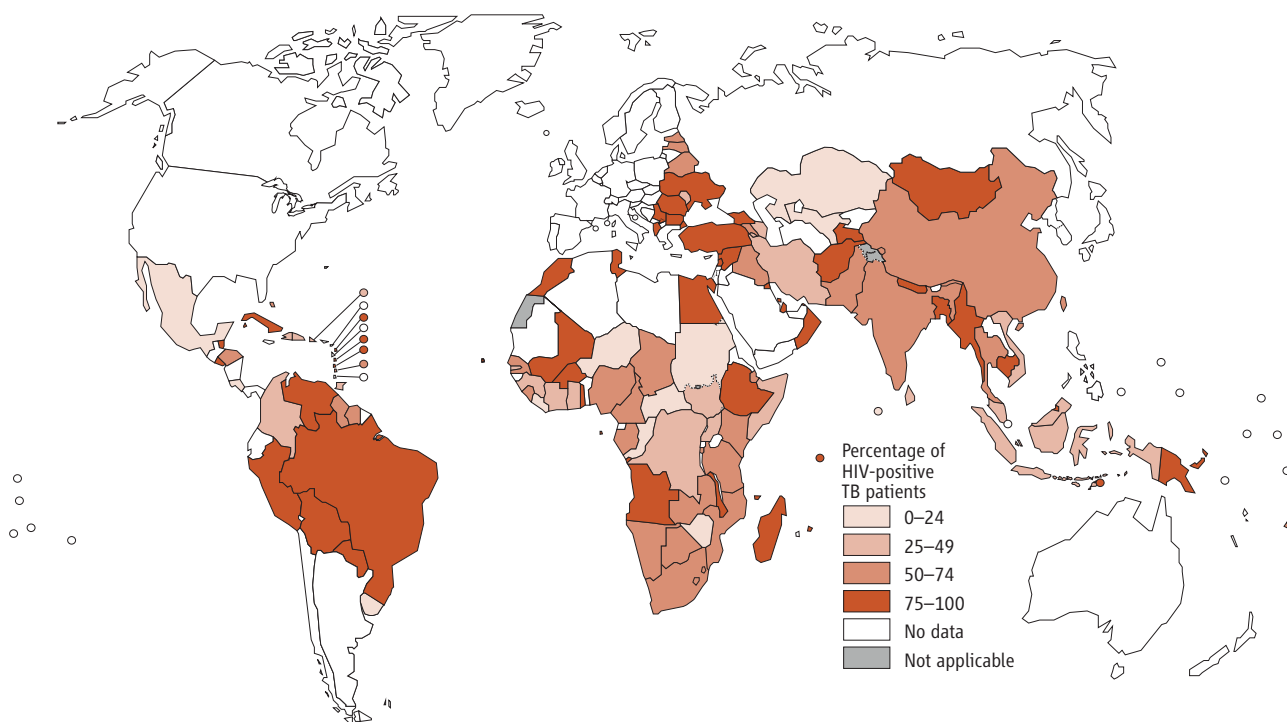 Percentage of
HIV-positive
TB patients
0–24
25–49
50–74
75–100
No data
Not applicable